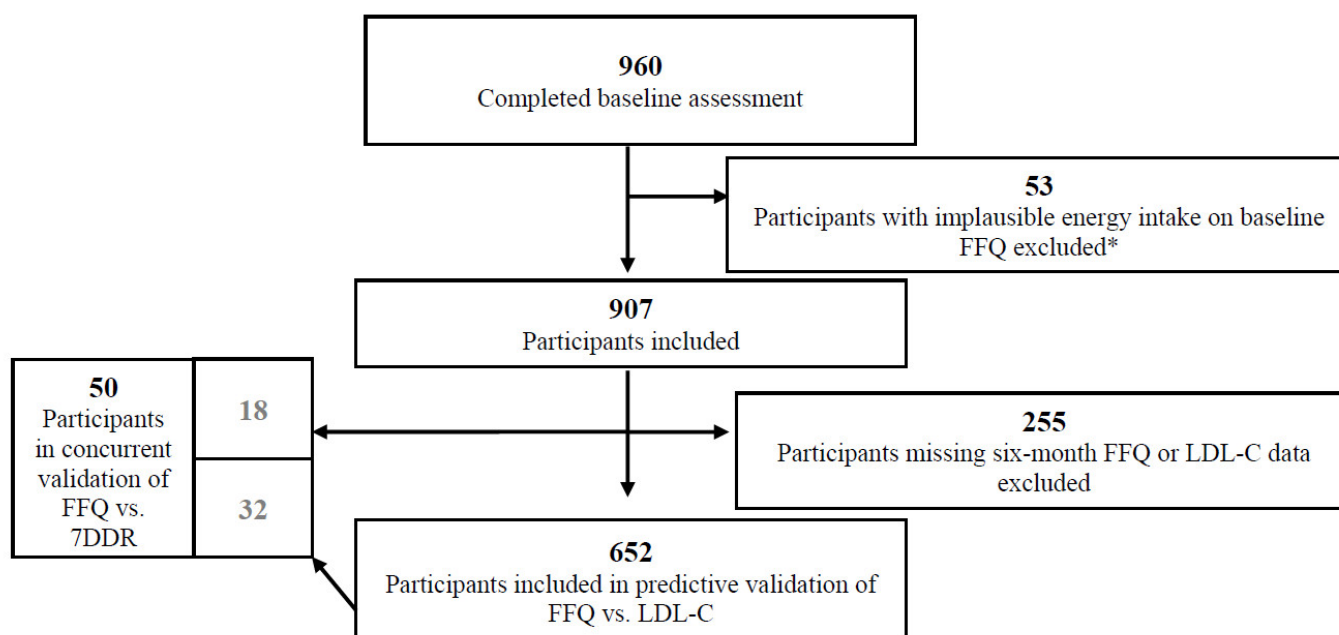 960
Completed baseline assessment
53
Participants with implausible energy intake on baseline
FFQ excluded*
907
Participants included
50
Participants
in concurrent
validation of
FFQ vs.
7DDR
18
32
255
Participants missing six-month FFQ or LDL-C data
excluded
652
Participants included in predictive validation of
FFQ vs. LDL-C